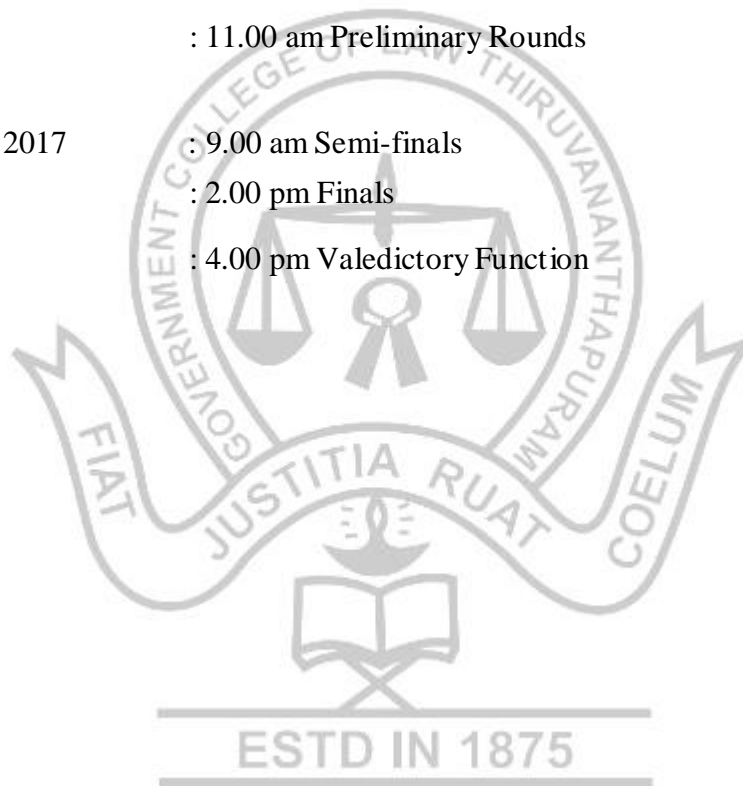 : 11.00 am Preliminary Rounds
2017 : 9.00 am Semi-finals
: 2.00 pm Finals
: 4.00 pm Valedictory Function
GOVERNMENT COLLEGE OF LAW THIRUVANANTHAPURAM
FIAT JUSTITIA RUAT COELUM
ESTD IN 1875